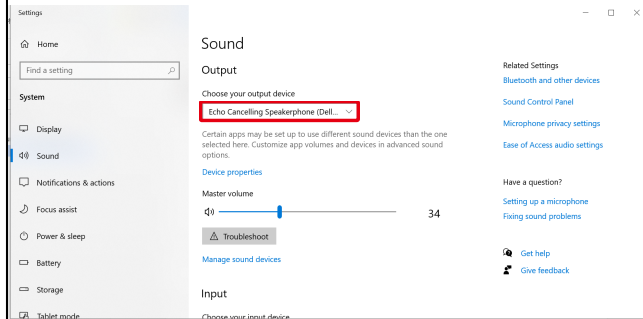 Settings
Home
Find a setting
System
Display
Sound
Notifications & actions
Focus assist
Power & sleep
Battery
Storage
Tablet mode
Sound
Output
Choose your output device
Echo Cancelling Speakerphone (Dell...
Certain apps may be set up to use different sound devices than the one
selected here. Customize app volumes and devices in advanced sound
options.
Device properties
Master volume
34
Troubleshoot
Manage sound devices
Input
Choose your input device
Related Settings
Bluetooth and other devices
Sound Control Panel
Microphone privacy settings
Ease of Access audio settings
Have a question?
Setting up a microphone
Fixing sound problems
Get help
Give feedback